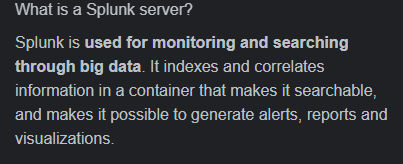 What is a Splunk server?
Splunk is used for monitoring and searching
through big data. It indexes and correlates
information in a container that makes it searchable,
and makes it possible to generate alerts, reports and
visualizations.